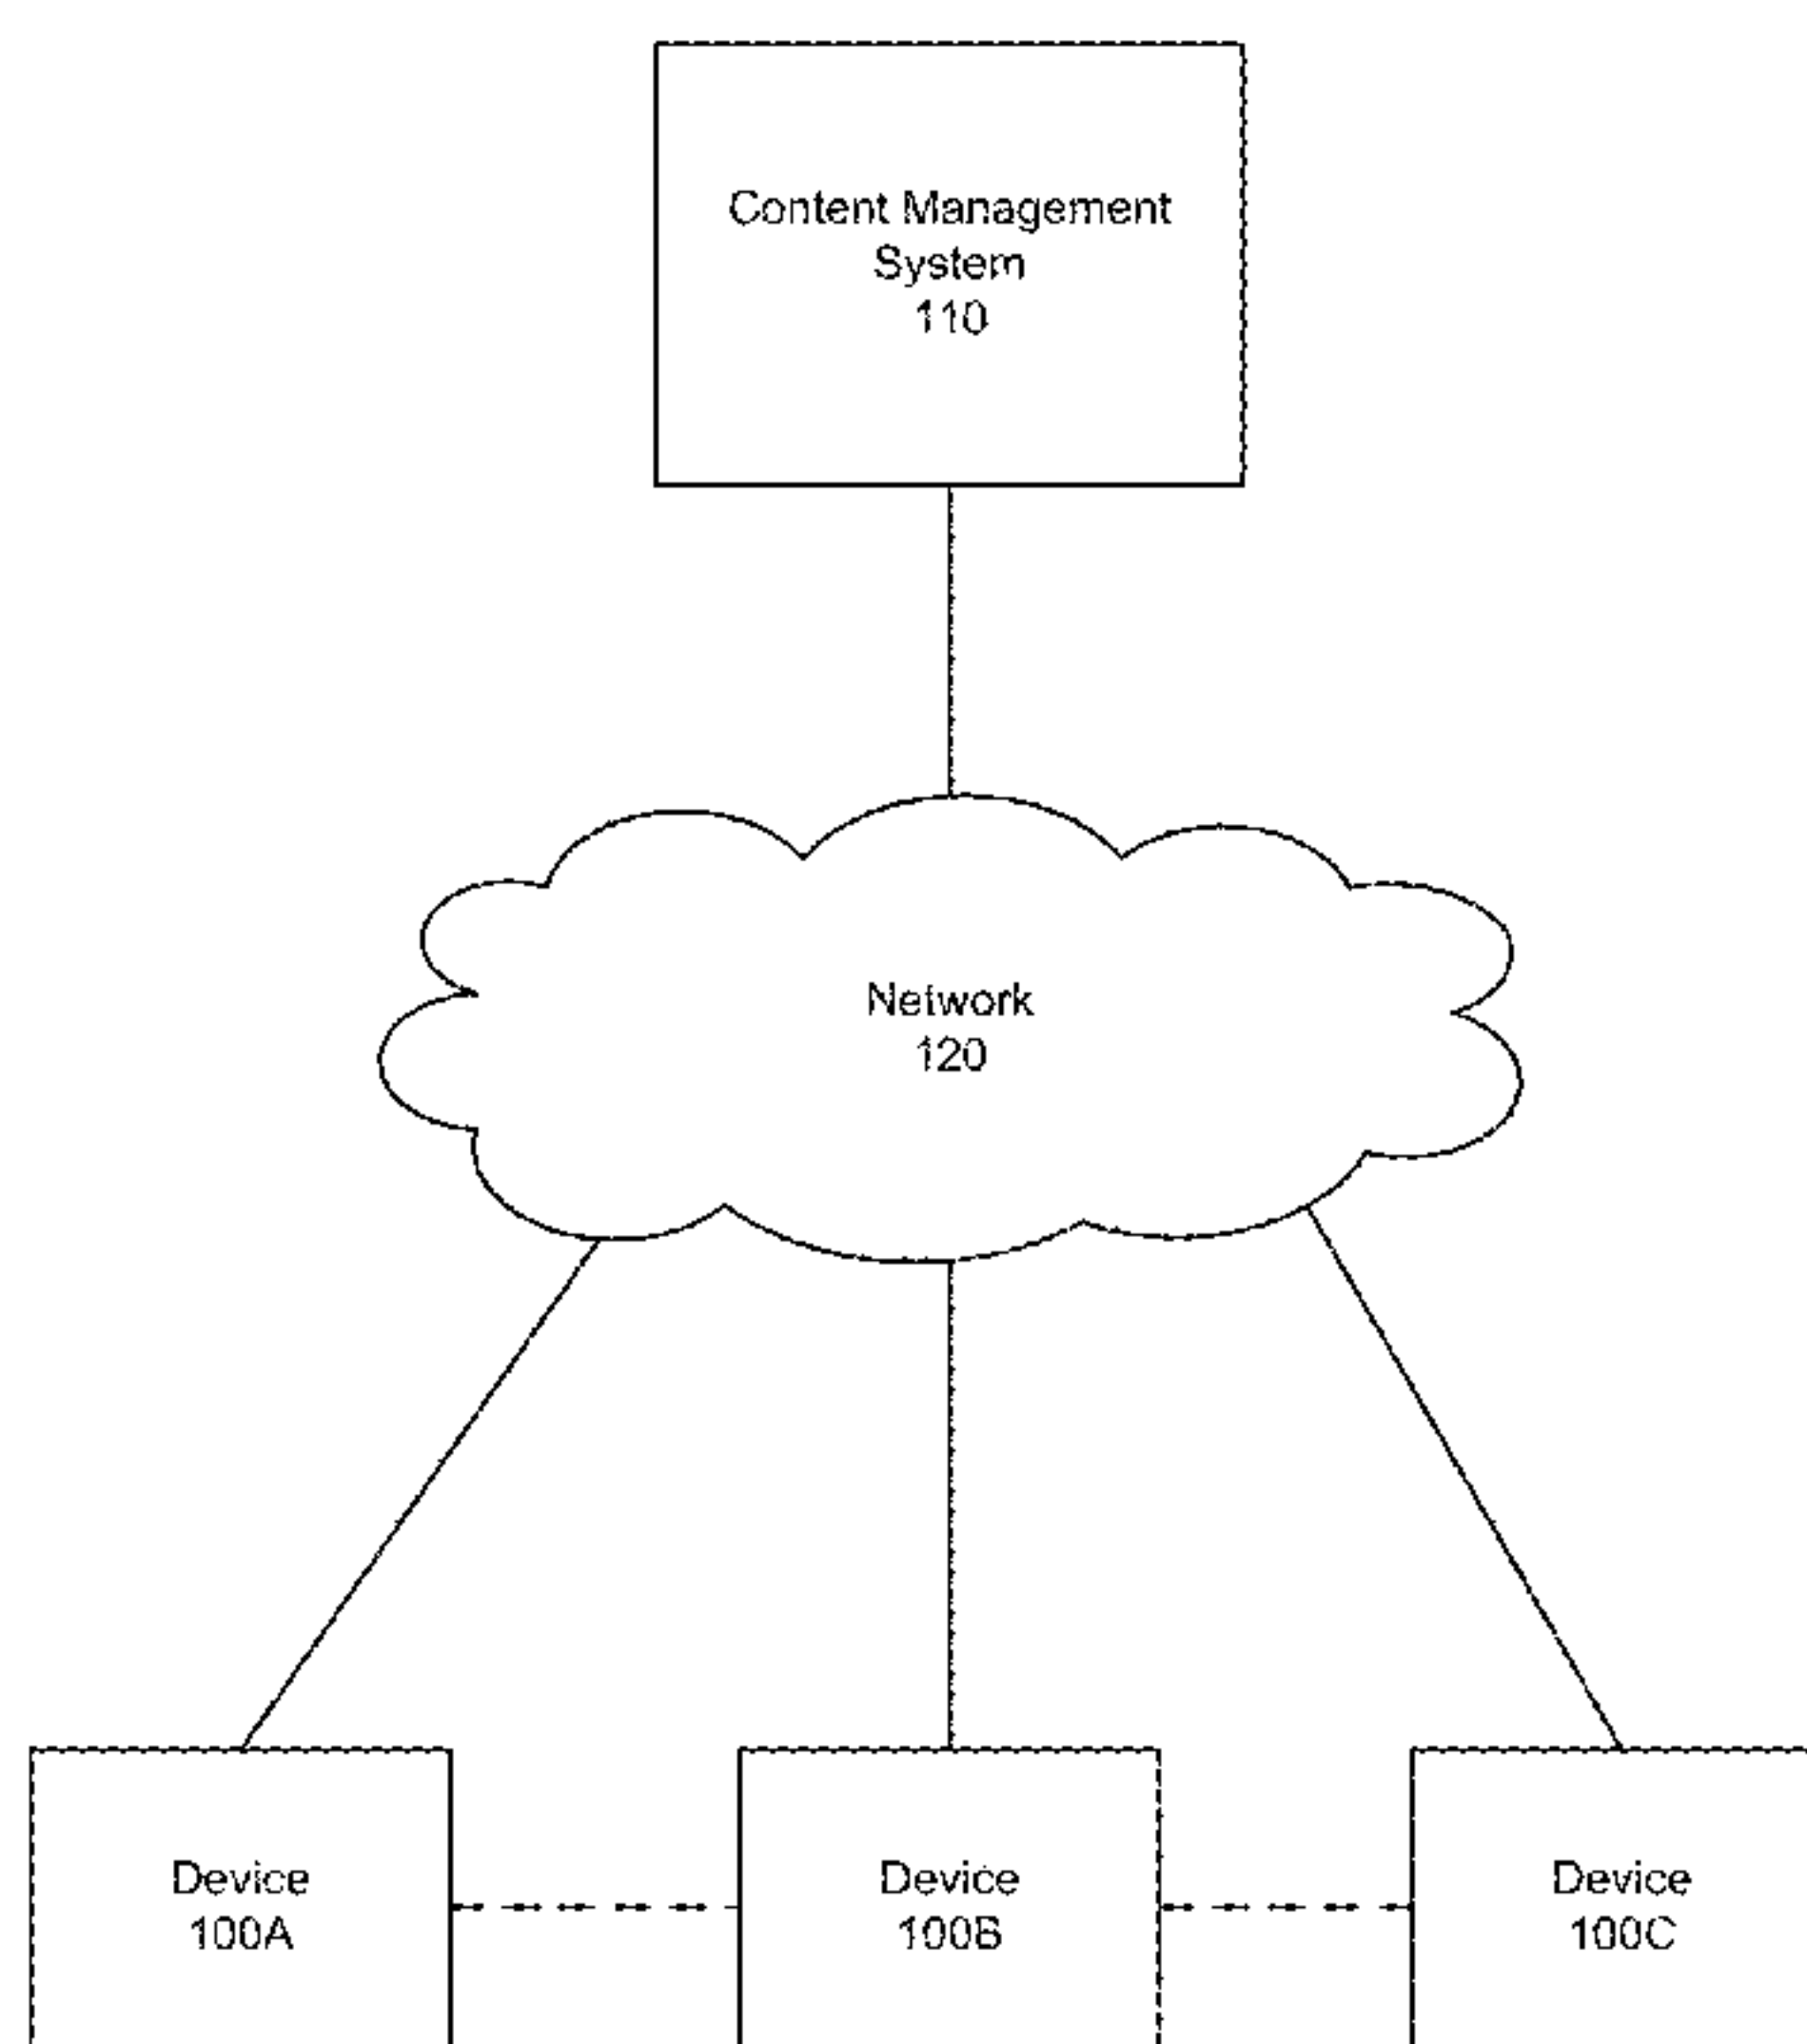 Content Management
System
110
Network
120
Device
100A
Device
100B
Device
100C